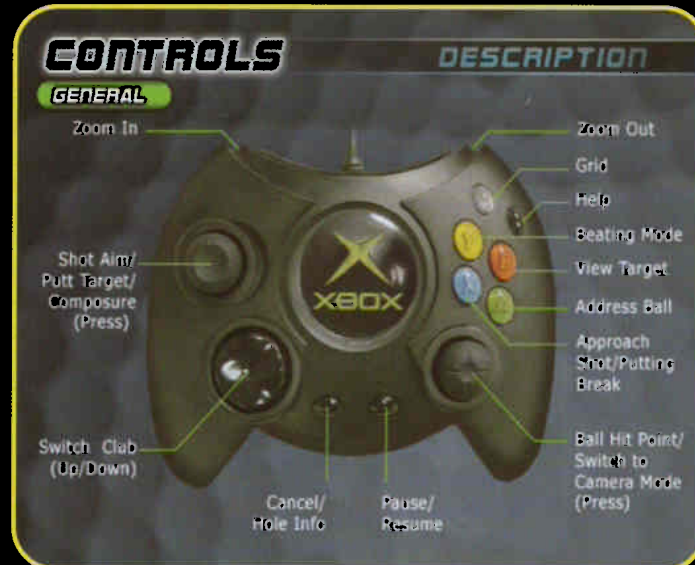 CONTROLS
DESCRIPTION
GENERAL
Zoom In
Zoom Out
Grid
Help
Beating Mode
View Target
Address Ball
Approach
Shot/Putting
Break
Shot Aim/
Putt Target/
Composure
(Press)
XBOX
Y
X
Switch Club
(Up/Down)
Cancel/
Hole Info
Pause/
Resume
Ball Hit Point/
Switch to
Camera Mode
(Press)